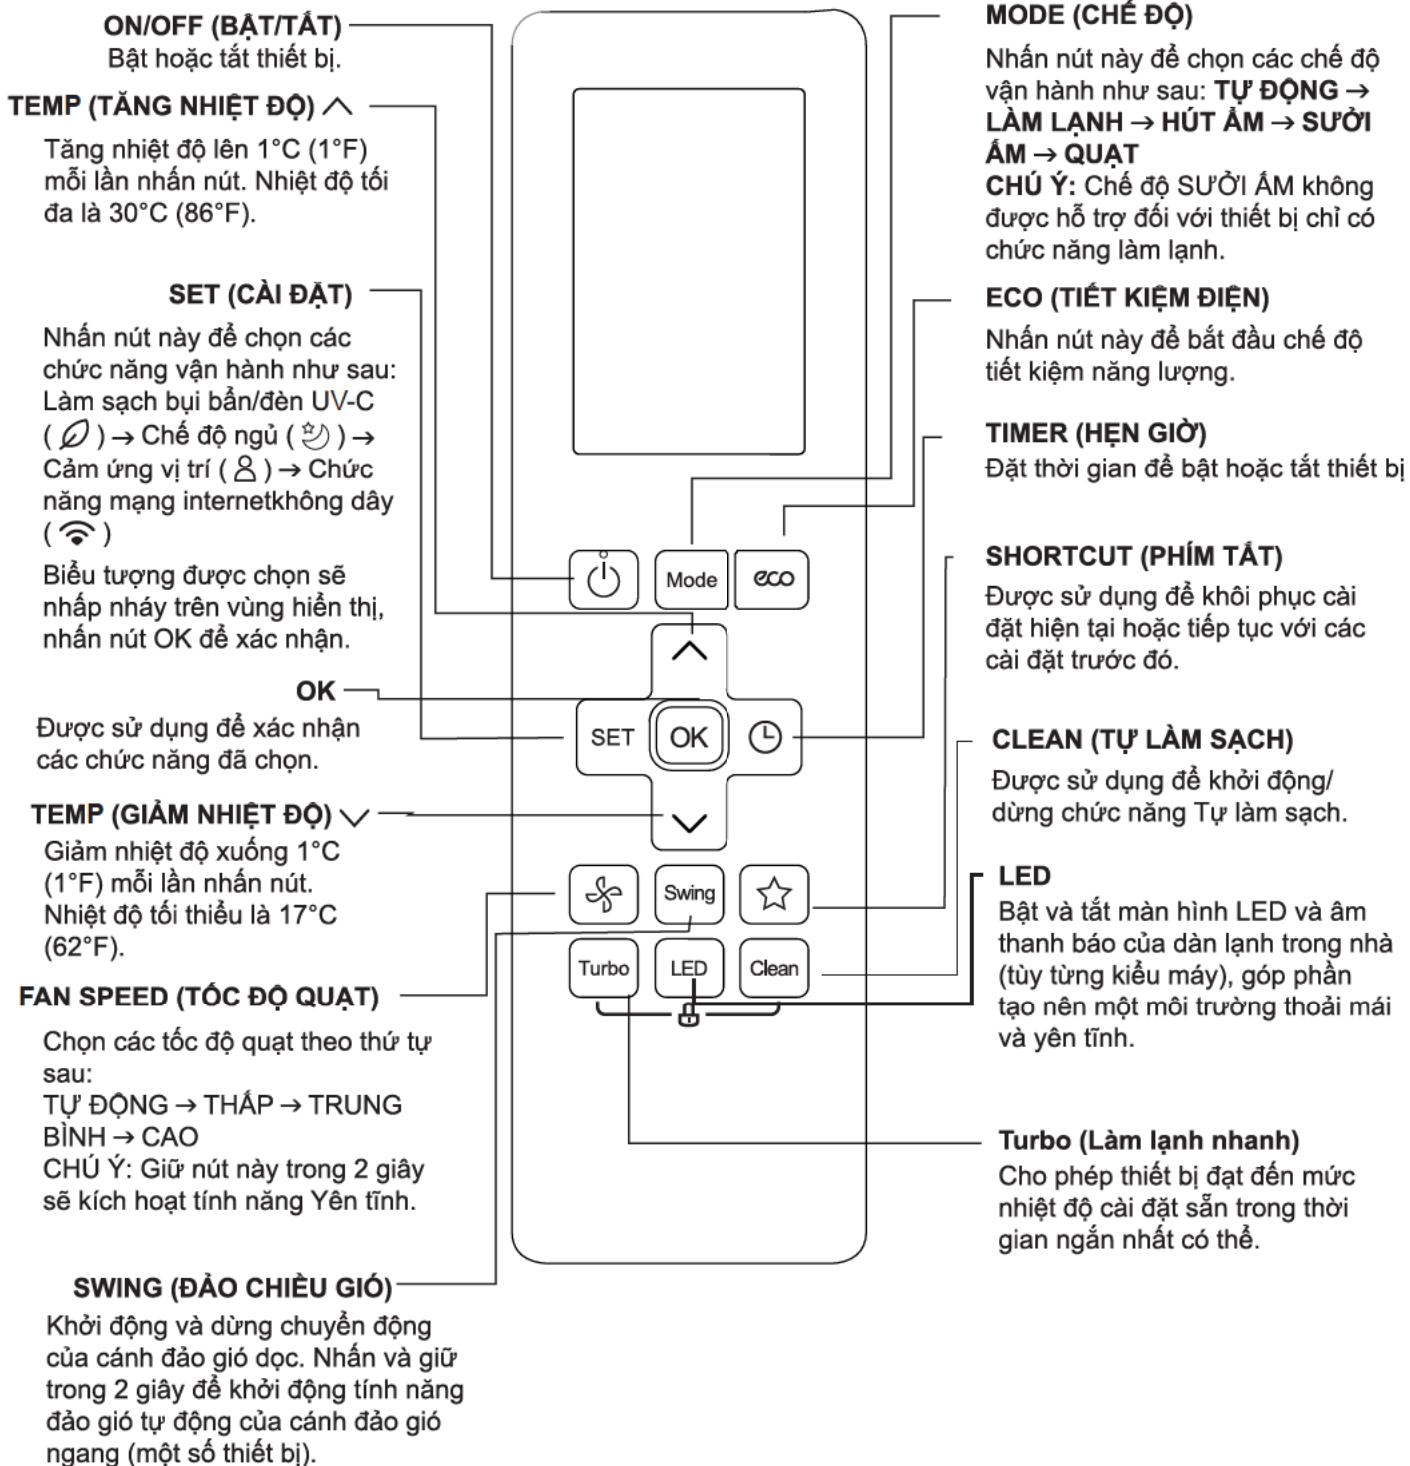 ON/OFF (BẬT/TẮT)
Bật hoặc tắt thiết bị.
TEMP (TĂNG NHIỆT ĐỘ)
Tăng nhiệt độ lên 1°C (1°F)
mỗi lần nhấn nút. Nhiệt độ tối
đa là 30°C (86°F).
SET (CÀI ĐẶT)
Nhấn nút này để chọn các
chức năng vận hành như sau:
Làm sạch bụi bẩn/đèn UV-C
( ) → Chế độ ngủ ( ) →
Cảm ứng vị trí ( ) → Chức
năng mạng internetkhông dây
( )
Biểu tượng được chọn sẽ
nhấp nháy trên vùng hiển thị,
nhấn nút OK để xác nhận.
OK
Được sử dụng để xác nhận
các chức năng đã chọn.
TEMP (GIẢM NHIỆT ĐỘ)
Giảm nhiệt độ xuống 1°C
(1°F) mỗi lần nhấn nút.
Nhiệt độ tối thiểu là 17°C
(62°F).
FAN SPEED (TỐC ĐỘ QUẠT)
Chọn các tốc độ quạt theo thứ tự
sau:
TỰ ĐỘNG → THẤP → TRUNG
BÌNH → CAO
CHÚ Ý: Giữ nút này trong 2 giây
sẽ kích hoạt tính năng Yên tĩnh.
SWING (ĐẢO CHIỀU GIÓ)
Khởi động và dừng chuyển động
của cánh đảo gió dọc. Nhấn và giữ
trong 2 giây để khởi động tính năng
đảo gió tự động của cánh đảo gió
ngang (một số thiết bị).
Mode
eco
SET
OK
Swing
Turbo
LED
Clean
MODE (CHẾ ĐỘ)
Nhấn nút này để chọn các chế độ
vận hành như sau: TỰ ĐỘNG →
LÀM LẠNH → HÚT ẨM → SƯỞI
ẤM → QUẠT
CHÚ Ý: Chế độ SƯỞI ẤM không
được hỗ trợ đối với thiết bị chỉ có
chức năng làm lạnh.
ECO (TIẾT KIỆM ĐIỆN)
Nhấn nút này để bắt đầu chế độ
tiết kiệm năng lượng.
TIMER (HẸN GIỜ)
Đặt thời gian để bật hoặc tắt thiết bị
SHORTCUT (PHÍM TẮT)
Được sử dụng để khôi phục cài
đặt hiện tại hoặc tiếp tục với các
cài đặt trước đó.
CLEAN (TỰ LÀM SẠCH)
Được sử dụng để khởi động/
dừng chức năng Tự làm sạch.
LED
Bật và tắt màn hình LED và âm
thanh báo của dàn lạnh trong nhà
(tùy từng kiểu máy), góp phần
tạo nên một môi trường thoải mái
và yên tĩnh.
Turbo (Làm lạnh nhanh)
Cho phép thiết bị đạt đến mức
nhiệt độ cài đặt sẵn trong thời
gian ngắn nhất có thể.